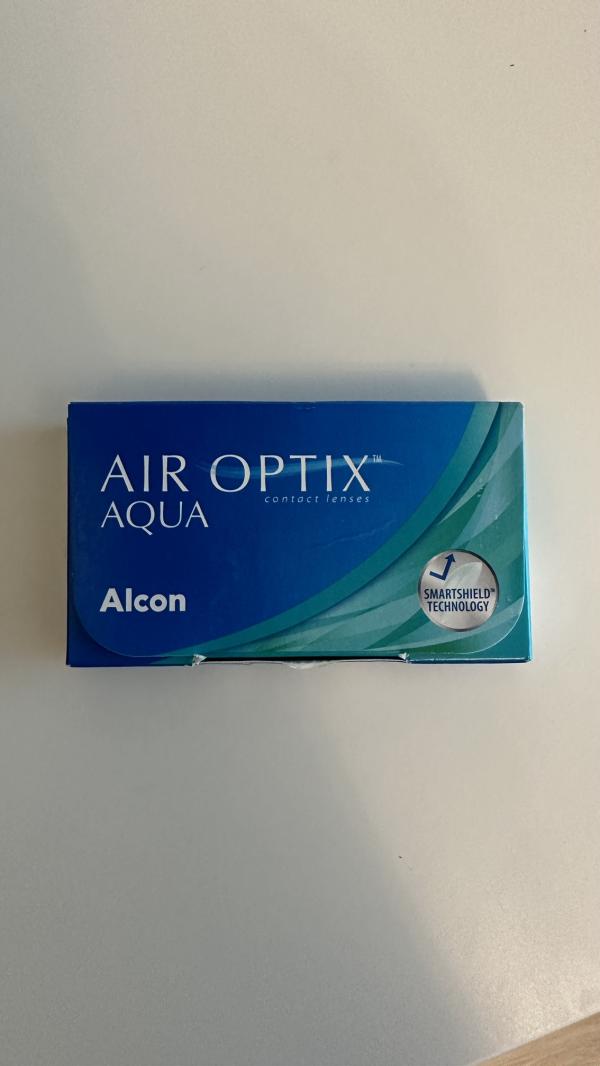 AIR OPTIX™
contact lenses
AQUA
Alcon
SMARTSHIELD™
TECHNOLOGY